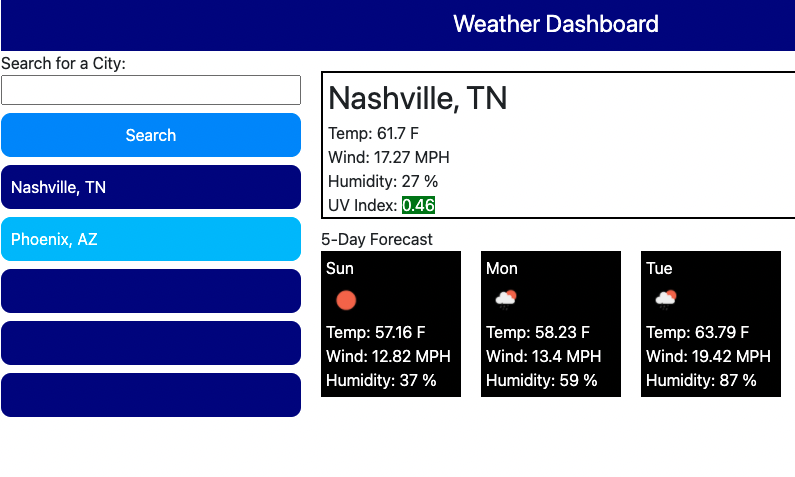 Weather Dashboard
Search for a City:
Search
Nashville, TN
Phoenix, AZ
Nashville, TN
Temp: 61.7 F
Wind: 17.27 MPH
Humidity: 27 %
UV Index: 0.46
5-Day Forecast
Sun
Temp: 57.16 F
Wind: 12.82 MPH
Humidity: 37 %
Mon
Temp: 58.23 F
Wind: 13.4 MPH
Humidity: 59 %
Tue
Temp: 63.79 F
Wind: 19.42 MPH
Humidity: 87 %